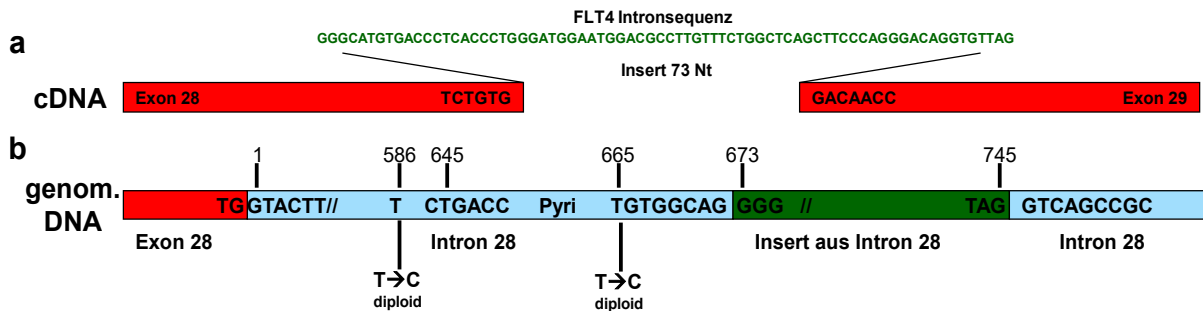 FLT4 Intronsequenz
a
GGGCATGTGACCCTCACCCTGGGATGGAATGGACGCCTTGTTTCTGGCTCAGCTTCCCAGGGACAGGTGTTAG
Insert 73 Nt
cDNA Exon 28 TCTGTG GACAACC Exon 29
b
1 586 645 665 673 745
genom. DNA TG GTACTT// T CTGACC Pyri TGTGGCAG GGG // TAG GTCAGCCGC
Exon 28 Intron 28 Insert aus Intron 28 Intron 28
T→C T→C
diploid diploid